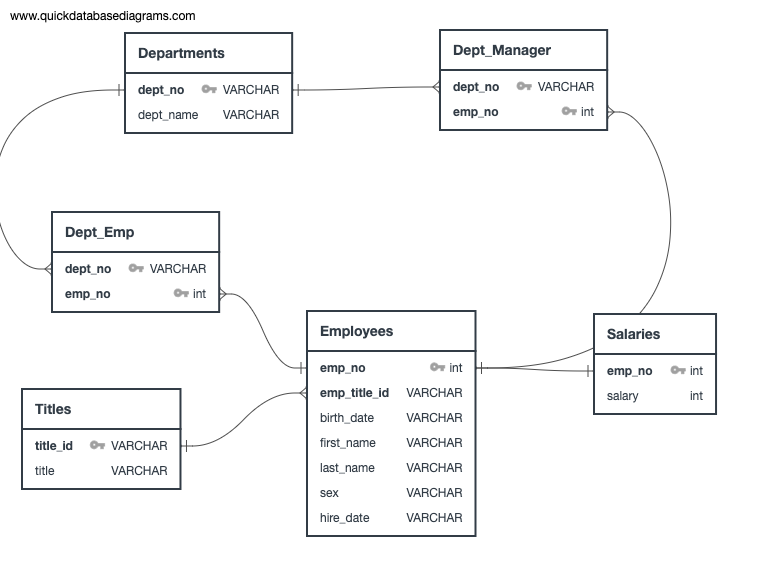 www.quickdatabasediagrams.com
Departments
dept_no VARCHAR
dept_name VARCHAR
Dept_Manager
dept_no VARCHAR
emp_no int
Dept_Emp
dept_no VARCHAR
emp_no int
Employees
emp_no int
emp_title_id VARCHAR
birth_date VARCHAR
first_name VARCHAR
last_name VARCHAR
sex VARCHAR
hire_date VARCHAR
Salaries
emp_no int
salary int
Titles
title_id VARCHAR
title VARCHAR